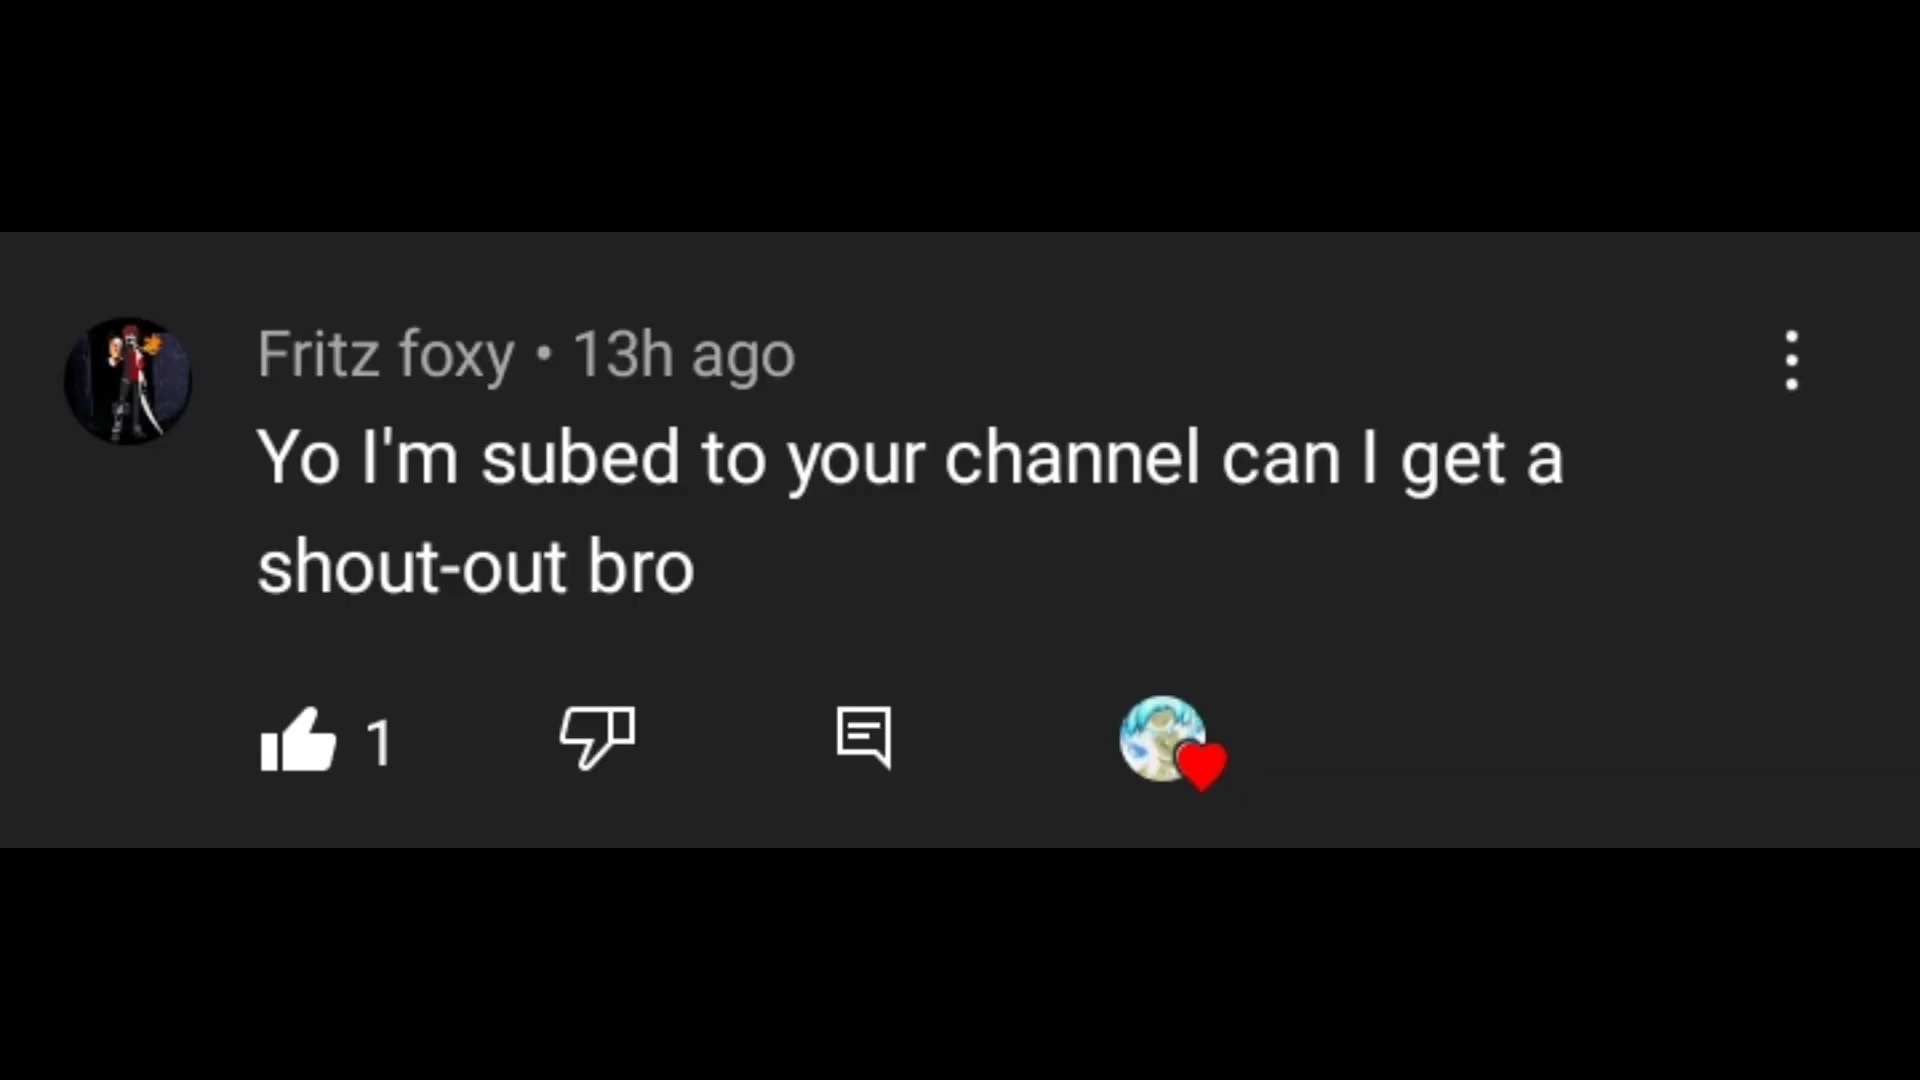 Fritz foxy • 13h ago
Yo I'm subed to your channel can I get a
shout-out bro
1